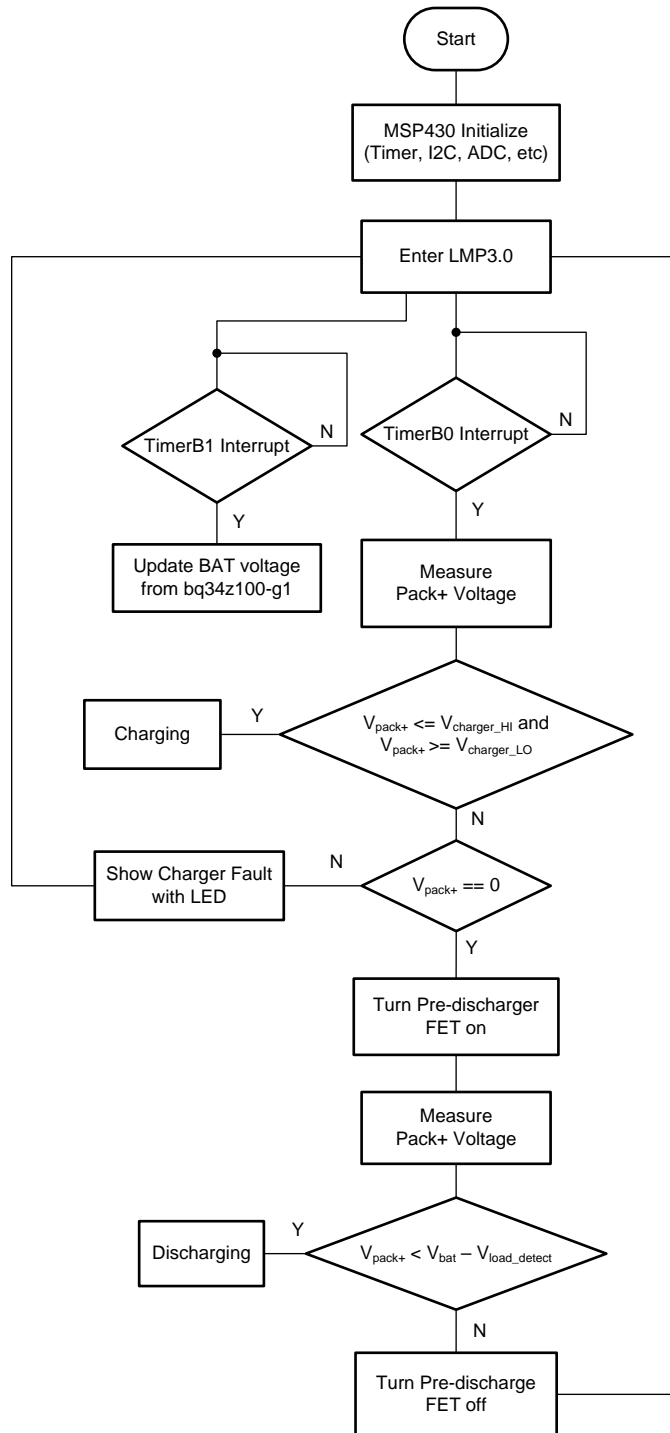 Start
MSP430 Initialize
(Timer, I2C, ADC, etc)
Enter LMP3.0
N
TimerB1 Interrupt
N
TimerB0 Interrupt
Y
Update BAT voltage
from bq34z100-g1
Y
Measure
Pack+ Voltage
Charging
Y
Vpack+ <= Vcharger_HI and
Vpack+ >= Vcharger_LO
N
Show Charger Fault
with LED
N
Vpack+ == 0
Y
Turn Pre-discharger
FET on
Measure
Pack+ Voltage
Discharging
Y
Vpack+ < Vbat – Vload_detect
N
Turn Pre-discharge
FET off